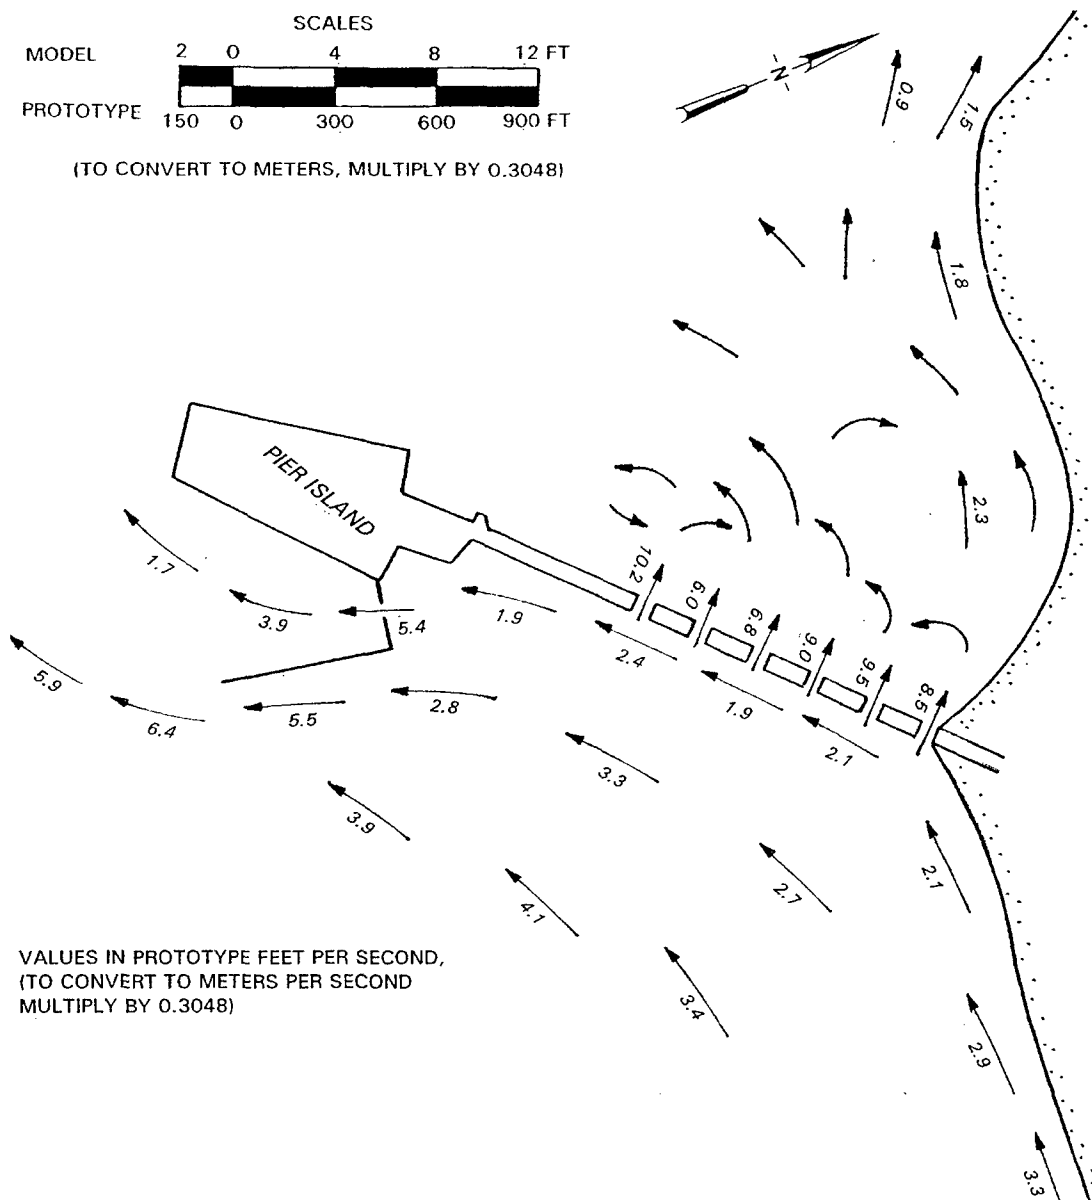 SCALES
MODEL
2 0 4 8 12 FT
PROTOTYPE
150 0 300 600 900 FT
(TO CONVERT TO METERS, MULTIPLY BY 0.3048)
-N-
0.9
1.5
1.8
PIER ISLAND
2.3
1.7
3.9
5.4
1.9
10.2
6.0
6.8
9.0
9.5
8.5
5.9
6.4
5.5
2.8
2.4
1.9
2.1
3.3
3.9
2.1
4.1
2.7
VALUES IN PROTOTYPE FEET PER SECOND,
(TO CONVERT TO METERS PER SECOND
MULTIPLY BY 0.3048)
3.4
2.9
3.3